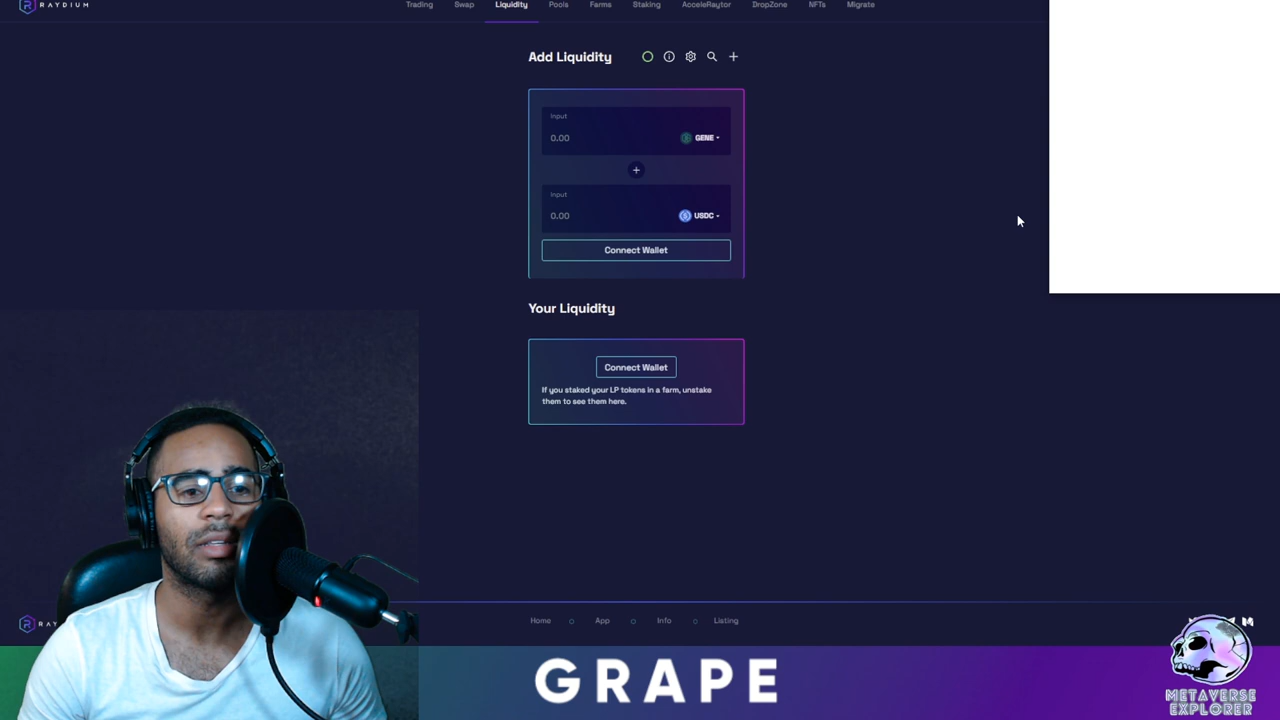 RAYDIUM
Trading Swap Liquidity Pools Farms Staking AcceleRaytor DropZone NFTs Migrate
Add Liquidity
Input
0.00 GENE
+
Input
0.00 USDC
Connect Wallet
Your Liquidity
Connect Wallet
If you staked your LP tokens in a farm, unstake
them to see them here.
RAY
Home App Info Listing
GRAPE
METAVERSE
EXPLORER